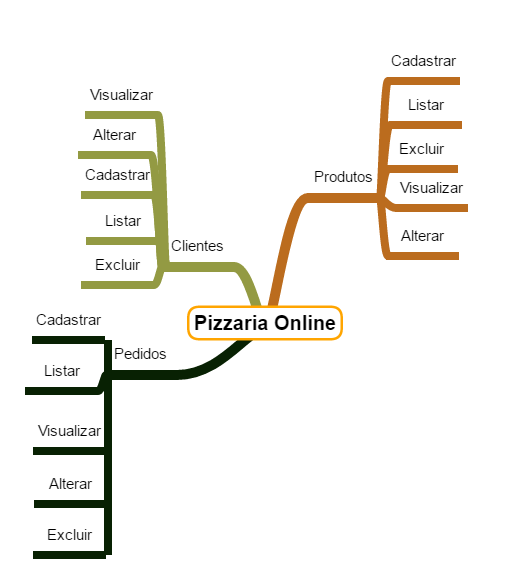 Pizzaria Online
Clientes
Visualizar
Alterar
Cadastrar
Listar
Excluir
Produtos
Cadastrar
Listar
Excluir
Visualizar
Alterar
Pedidos
Cadastrar
Listar
Visualizar
Alterar
Excluir